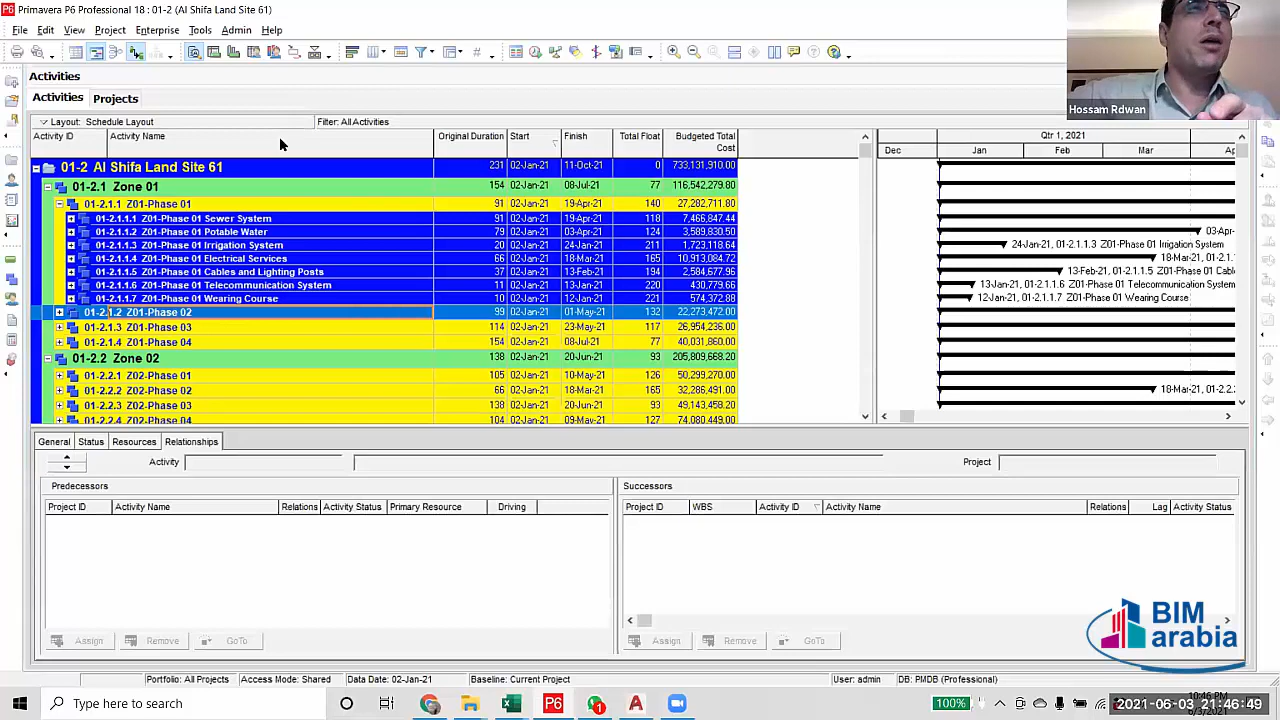 Primavera P6 Professional 18 : 01-2 (Al Shifa Land Site 61)
File Edit View Project Enterprise Tools Admin Help
Hossam Rdwan
Activities
Activities Projects
Layout: Schedule Layout Filter: All Activities
Activity ID Activity Name Original Duration Start Finish Total Float Budgeted Total Cost
Qtr 1, 2021
Dec Jan Feb Mar
01-2 Al Shifa Land Site 61 231 02-Jan-21 11-Oct-21 0 733,131,910.00
01-2.1 Zone 01 154 02-Jan-21 08-Jul-21 77 116,542,279.80
01-2.1.1 Z01-Phase 01 91 02-Jan-21 19-Apr-21 140 27,282,711.80
01-2.1.1.1 Z01-Phase 01 Sewer System 91 02-Jan-21 19-Apr-21 118 7,466,847.44
01-2.1.1.2 Z01-Phase 01 Potable Water 79 02-Jan-21 03-Apr-21 124 3,589,830.50 03-Apr-
01-2.1.1.3 Z01-Phase 01 Irrigation System 20 02-Jan-21 24-Jan-21 211 1,723,118.64 24-Jan-21, 01-2.1.1.3 Z01-Phase 01 Irrigation System
01-2.1.1.4 Z01-Phase 01 Electrical Services 66 02-Jan-21 18-Mar-21 165 10,913,084.72 18-Mar-21, 01
01-2.1.1.5 Z01-Phase 01 Cables and Lighting Posts 37 02-Jan-21 13-Feb-21 194 2,584,677.96 13-Feb-21, 01-2.1.1.5 Z01-Phase 01 Cabl
01-2.1.1.6 Z01-Phase 01 Telecommunication System 11 02-Jan-21 13-Jan-21 220 430,779.66 13-Jan-21, 01-2.1.1.6 Z01-Phase 01 Telecommunication System
01-2.1.1.7 Z01-Phase 01 Wearing Course 10 02-Jan-21 12-Jan-21 221 574,372.88 12-Jan-21, 01-2.1.1.7 Z01-Phase 01 Wearing Course
01-2.1.2 Z01-Phase 02 99 02-Jan-21 01-May-21 132 22,273,472.00
01-2.1.3 Z01-Phase 03 114 02-Jan-21 23-May-21 117 26,954,236.00
01-2.1.4 Z01-Phase 04 154 02-Jan-21 08-Jul-21 77 40,031,860.00
01-2.2 Zone 02 138 02-Jan-21 20-Jun-21 93 205,809,668.20
01-2.2.1 Z02-Phase 01 105 02-Jan-21 10-May-21 126 50,299,270.00
01-2.2.2 Z02-Phase 02 66 02-Jan-21 18-Mar-21 165 32,286,491.00 18-Mar-21, 01-2.2.
01-2.2.3 Z02-Phase 03 138 02-Jan-21 20-Jun-21 93 49,143,458.20
01-2.2.4 Z02-Phase 04 104 02-Jan-21 09-May-21 127 74,080,449.00
General Status Resources Relationships
Activity Project
Predecessors Successors
Project ID Activity Name Relations Activity Status Primary Resource Driving
Project ID WBS Activity ID Activity Name Relations Lag Activity Status
Assign Remove GoTo Assign Remove GoTo
BIM
arabia
Portfolio: All Projects Access Mode: Shared Data Date: 02-Jan-21 Baseline: Current Project User: admin DB: PMDB (Professional)
Type here to search
100%
10:46 PM
2021-06-03 21:46:49